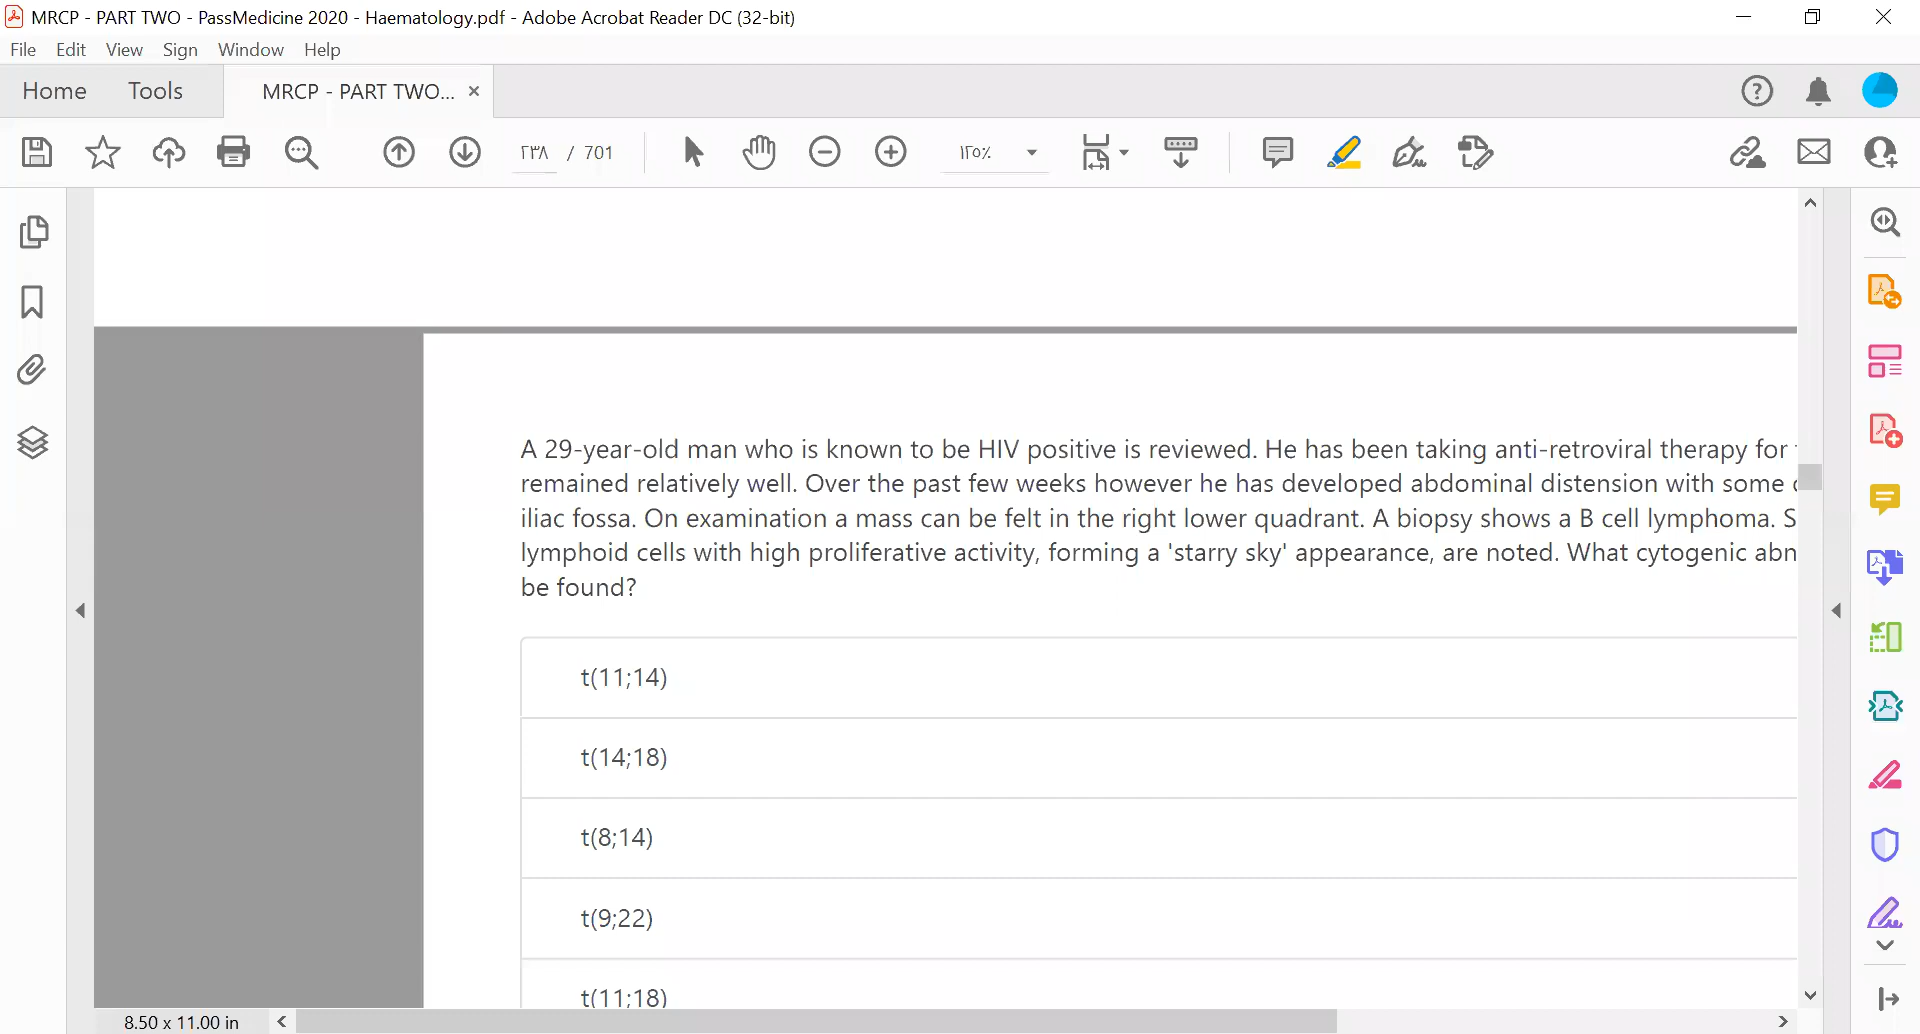 MRCP - PART TWO - PassMedicine 2020 - Haematology.pdf - Adobe Acrobat Reader DC (32-bit)
File Edit View Sign Window Help
Home Tools MRCP - PART TWO...
٢٣٨ / 701 ١٢٥٪
A 29-year-old man who is known to be HIV positive is reviewed. He has been taking anti-retroviral therapy for
remained relatively well. Over the past few weeks however he has developed abdominal distension with some
iliac fossa. On examination a mass can be felt in the right lower quadrant. A biopsy shows a B cell lymphoma. S
lymphoid cells with high proliferative activity, forming a 'starry sky' appearance, are noted. What cytogenic abn
be found?
t(11;14)
t(14;18)
t(8;14)
t(9;22)
t(11;18)
8.50 x 11.00 in